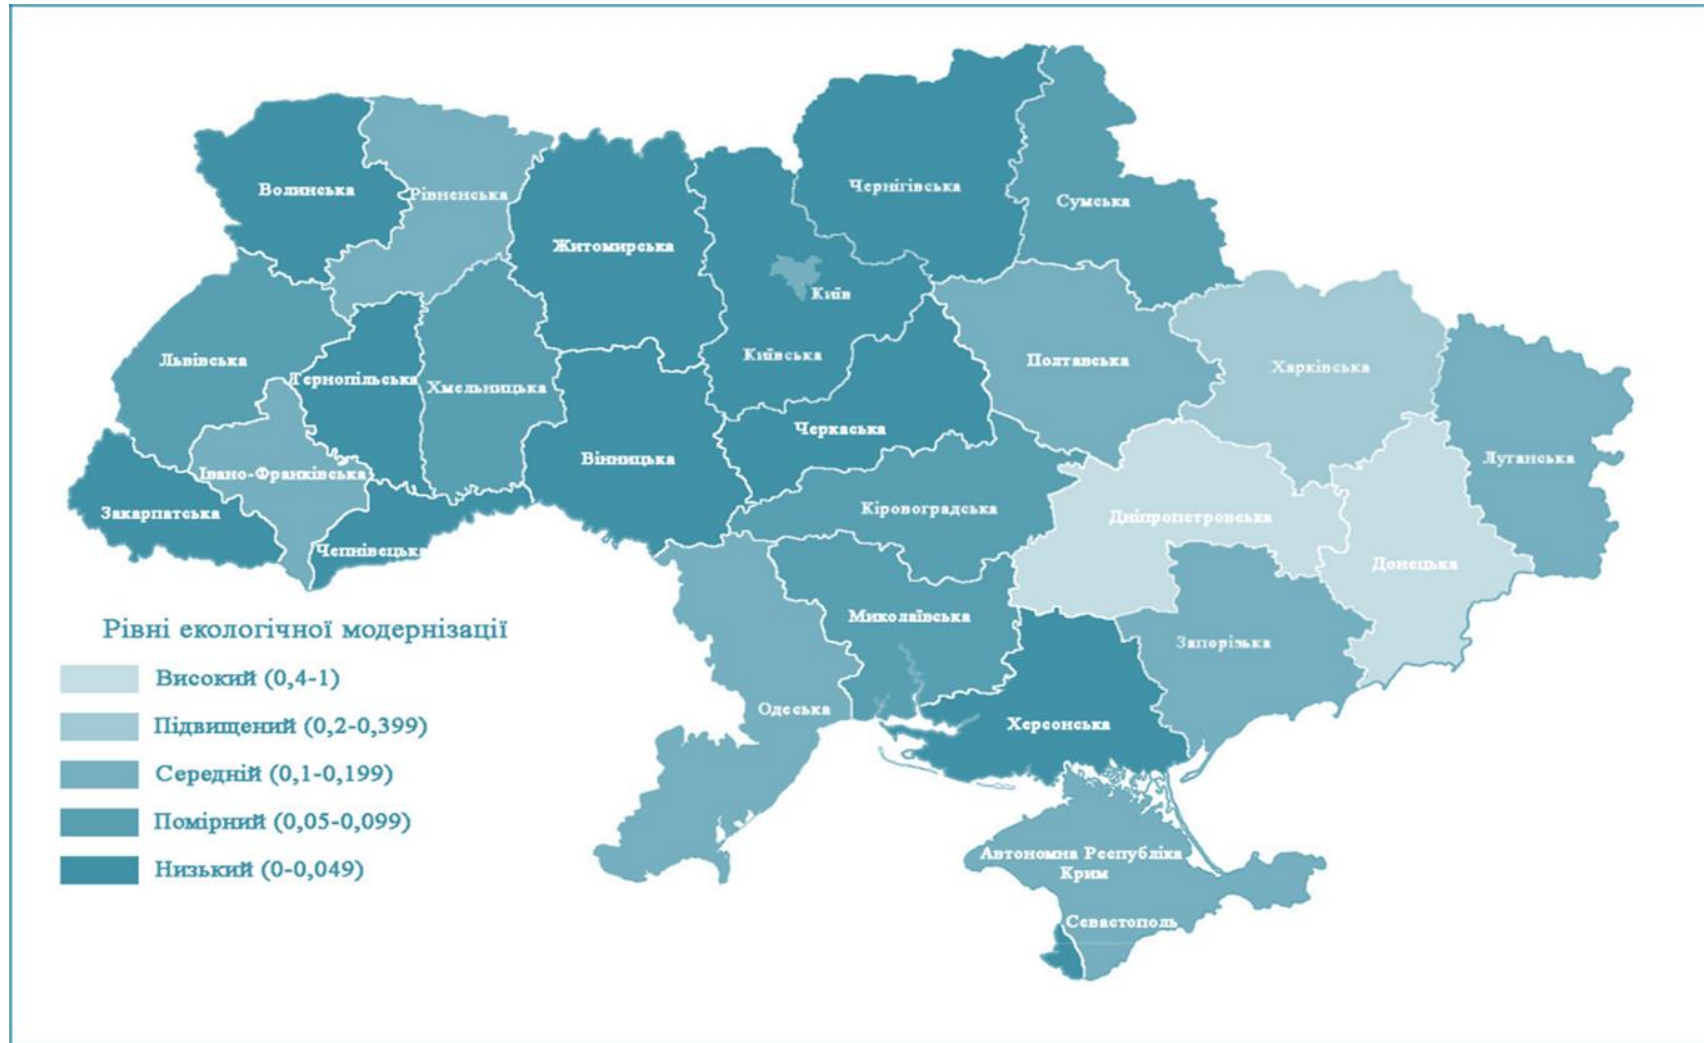 Волинська
Рівненська
Житомирська
Чернігівська
Сумська
Київ
Київська
Львівська
Тернопільська
Хмельницька
Полтавська
Харківська
Луганська
Черкаська
Вінницька
Івано-Франківська
Закарпатська
Чепнівецька
Кіровоградська
Дніпропетровська
Донецька
Миколаївська
Запорізька
Одеська
Херсонська
Автономна Республіка
Крим
Севастополь
Рівні екологічної модернізації
Високий (0,4-1)
Підвищений (0,2-0,399)
Середній (0,1-0,199)
Помірний (0,05-0,099)
Низький (0-0,049)